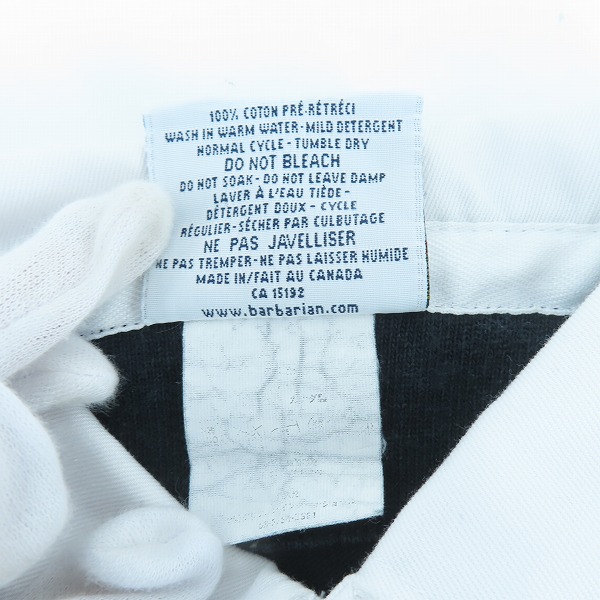 100% COTON PRÉ-RÉTRÉCI
WASH IN WARM WATER-MILD DETERGENT
NORMAL CYCLE-TUMBLE DRY
DO NOT BLEACH
DO NOT SOAK-DO NOT LEAVE DAMP
LAVER À L'EAU TIÈDE-
DÉTERGENT DOUX-CYCLE
RÉGULIER-SÉCHER PAR CULBUTAGE
NE PAS JAVELLISER
NE PAS TREMPER-NE PAS LAISSER HUMIDE
MADE IN/FAIT AU CANADA
CA 15192
www.barbarian.com